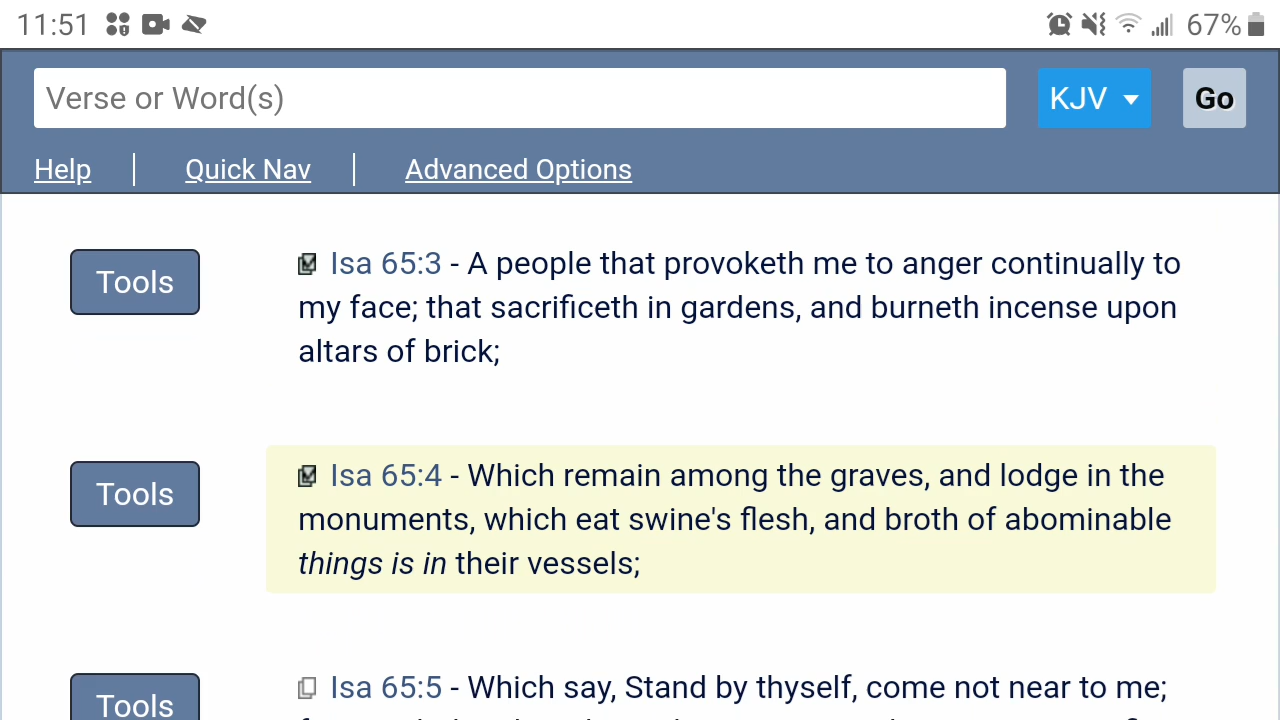 11:51 67%
Verse or Word(s) KJV Go
Help Quick Nav Advanced Options
Tools Isa 65:3 - A people that provoketh me to anger continually to
my face; that sacrificeth in gardens, and burneth incense upon
altars of brick;
Tools Isa 65:4 - Which remain among the graves, and lodge in the
monuments, which eat swine's flesh, and broth of abominable
things is in their vessels;
Tools Isa 65:5 - Which say, Stand by thyself, come not near to me;